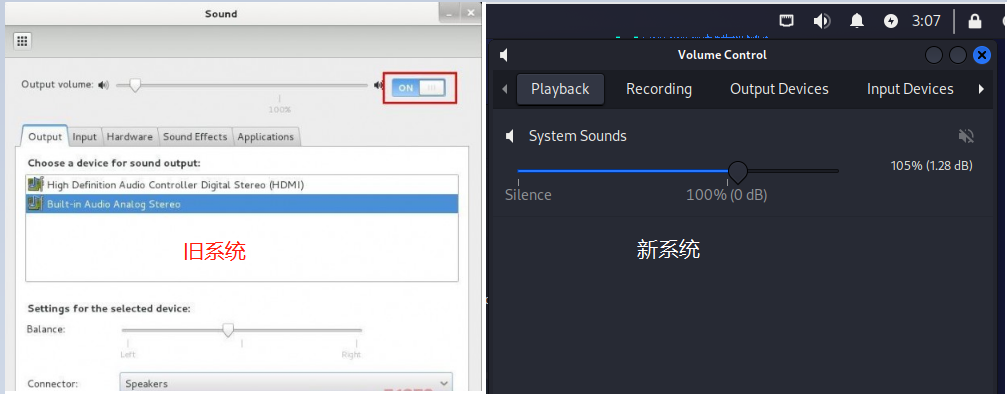 Sound
Output volume:
100%
ON
Output Input Hardware Sound Effects Applications
Choose a device for sound output:
High Definition Audio Controller Digital Stereo (HDMI)
Built-in Audio Analog Stereo
旧系统
Settings for the selected device:
Balance:
Left
Right
Connector:
Speakers
3:07
Volume Control
Playback Recording Output Devices Input Devices
System Sounds
105% (1.28 dB)
Silence
100% (0 dB)
新系统